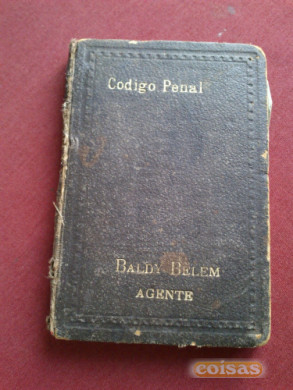 Codigo Penal
BALDY BELEM
AGENTE
coisas